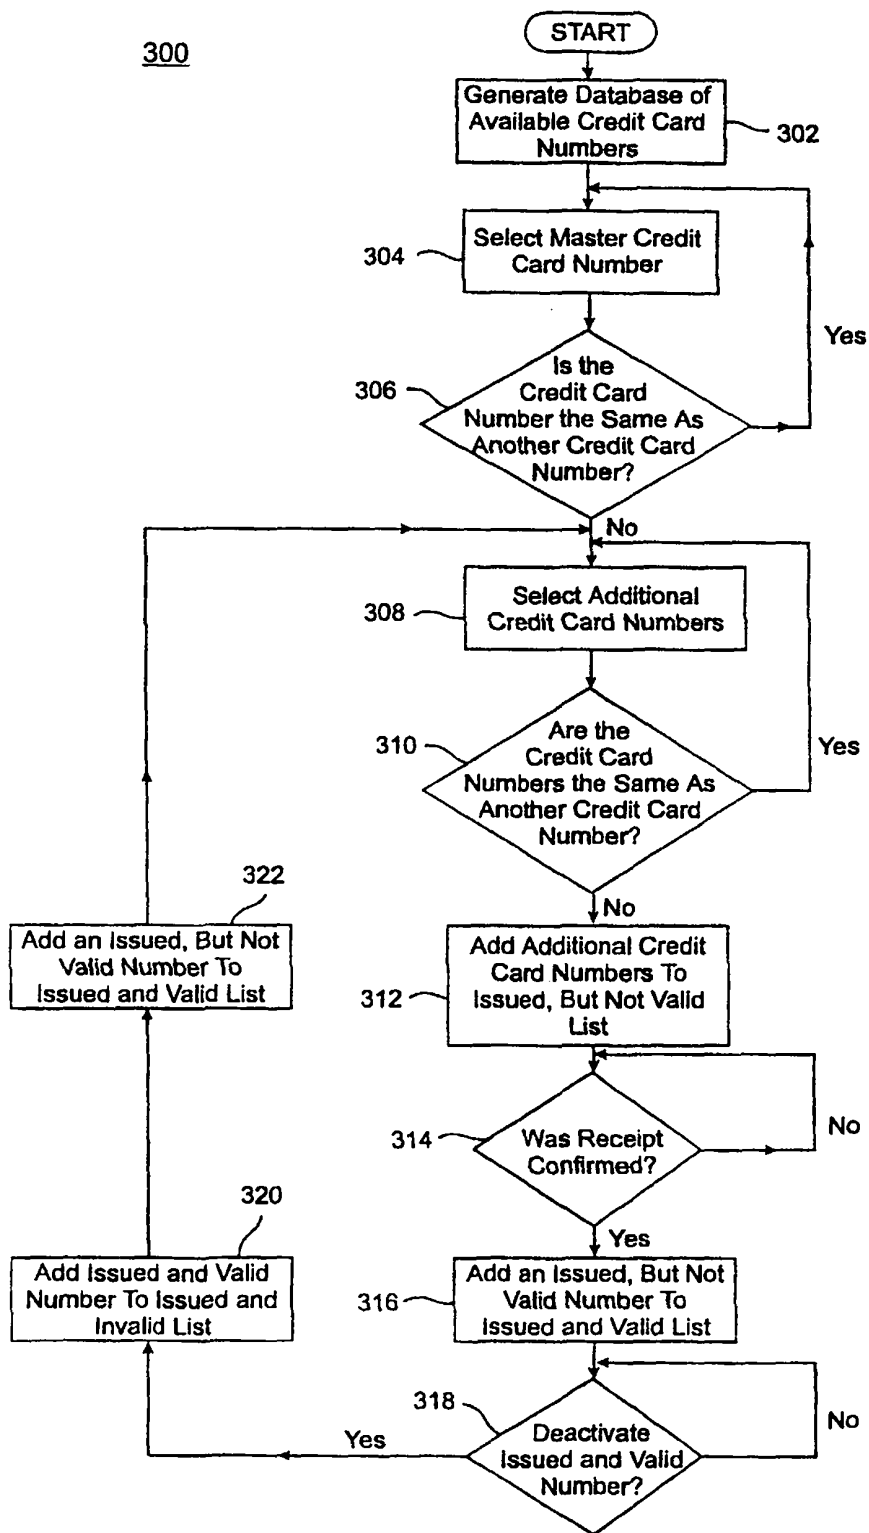 START
300
Generate Database of
Available Credit Card
Numbers
302
Select Master Credit
Card Number
304
Yes
Is the
Credit Card
Number the Same As
Another Credit Card
Number?
306
No
Select Additional
Credit Card Numbers
308
Are the
Credit Card
Numbers the Same As
Another Credit Card
Number?
310
Yes
No
322
Add an Issued, But Not
Valid Number To
Issued and Valid List
Add Additional Credit
Card Numbers To
Issued, But Not Valid
List
312
Was Receipt
Confirmed?
314
No
Yes
320
Add Issued and Valid
Number To Issued and
Invalid List
Add an Issued, But Not
Valid Number To
Issued and Valid List
316
318
Deactivate
Issued and Valid
Number?
No
Yes